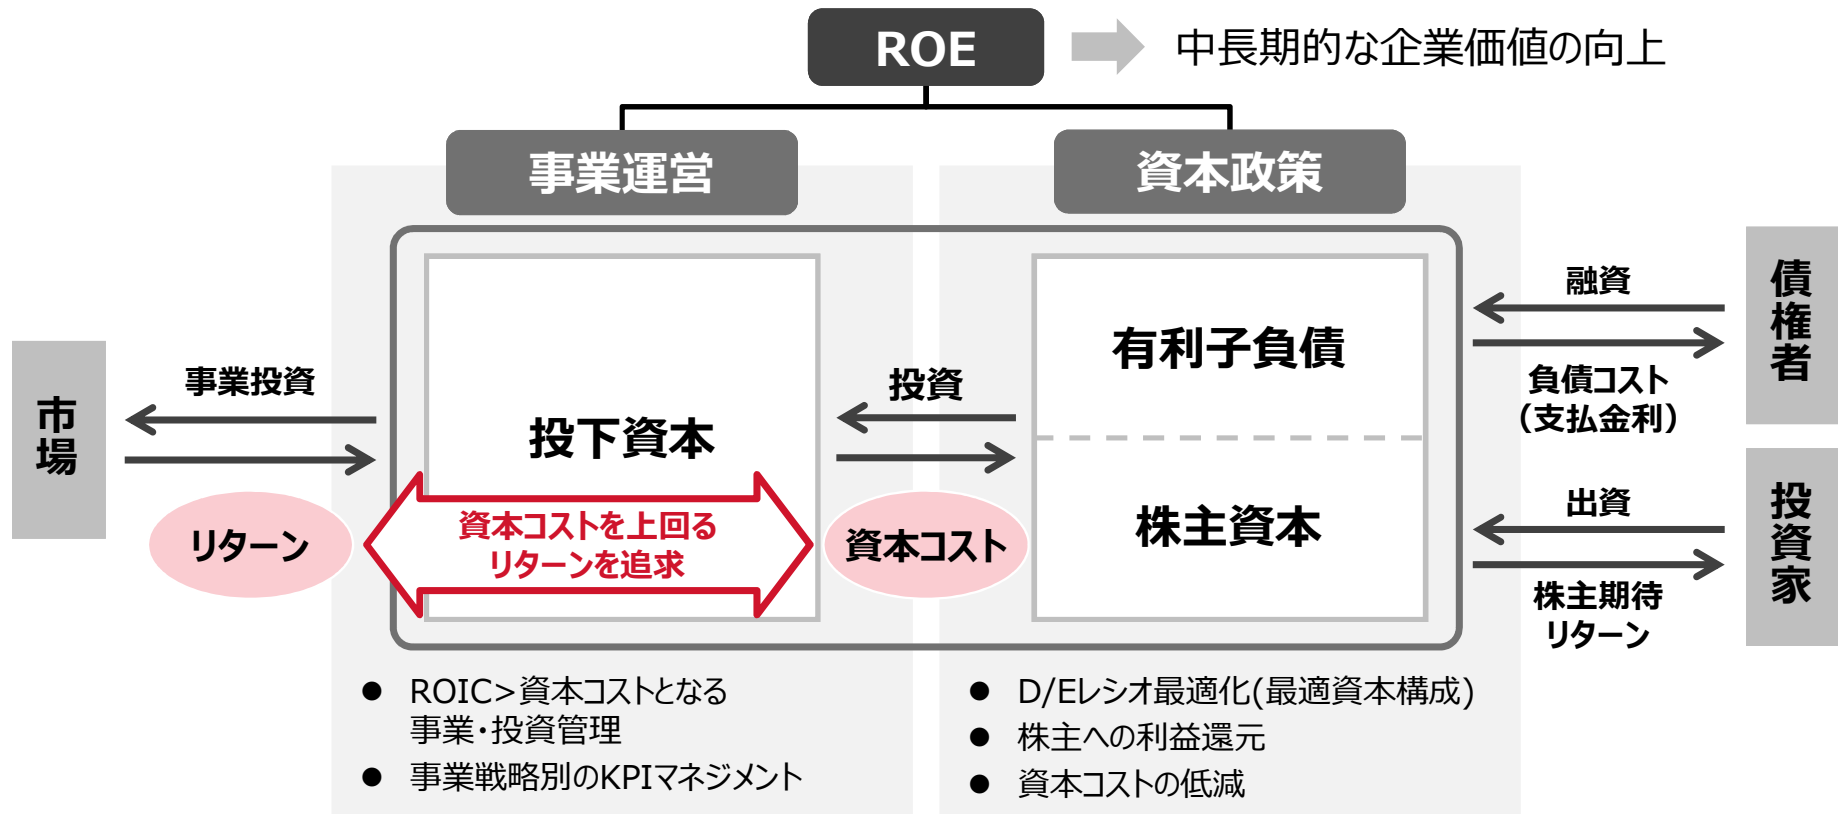 ROE
中長期的な企業価値の向上
事業運営
資本政策
市場
事業投資
リターン
投下資本
資本コストを上回る
リターンを追求
投資
資本コスト
有利子負債
株主資本
融資
負債コスト
（支払金利）
債権者
出資
株主期待
リターン
投資家
● ROIC>資本コストとなる
事業・投資管理
● 事業戦略別のKPIマネジメント
● D/Eレシオ最適化(最適資本構成)
● 株主への利益還元
● 資本コストの低減